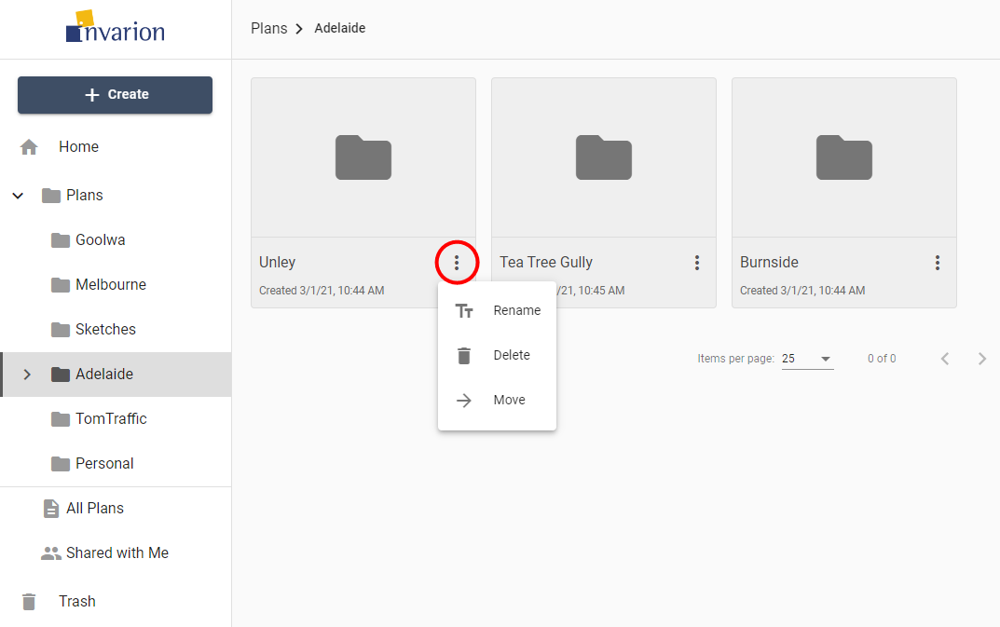 invarion
Create
Home
Plans
Goolwa
Melbourne
Sketches
Adelaide
TomTraffic
Personal
All Plans
Shared with Me
Trash
Plans Adelaide
Unley
Created 3/1/21, 10:44 AM
Tea Tree Gully
/21, 10:45 AM
Burnside
Created 3/1/21, 10:44 AM
Rename
Delete
Move
Items per page: 25 0 of 0